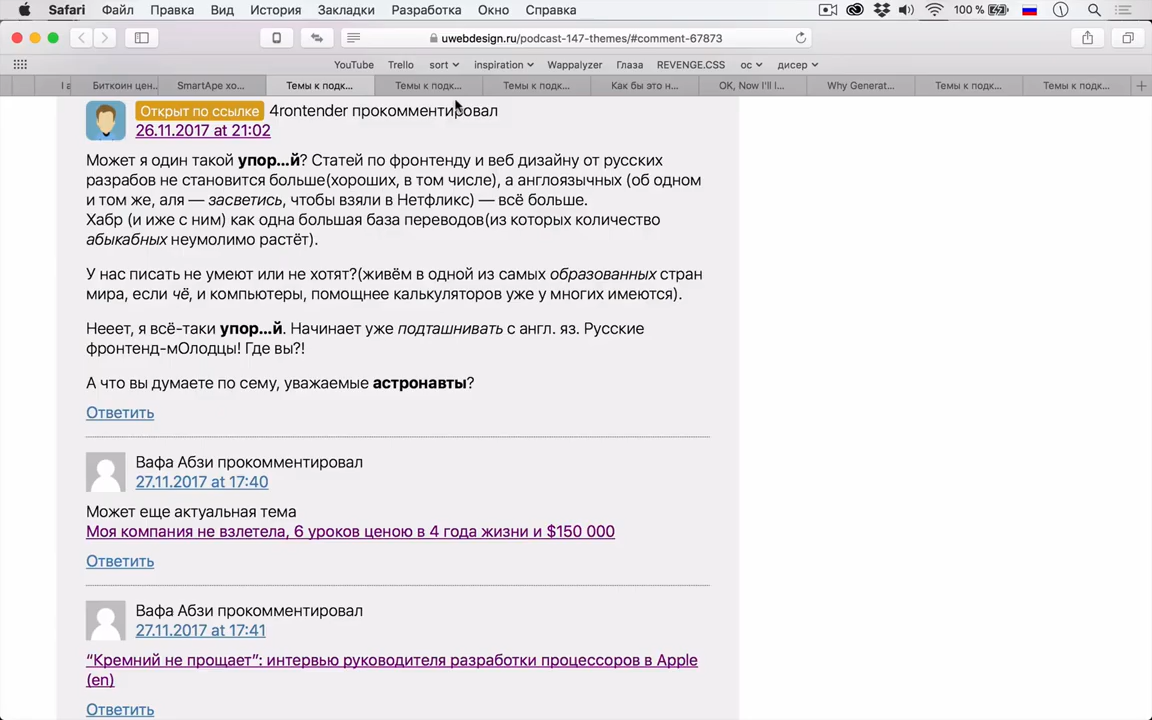 Safari Файл Правка Вид История Закладки Разработка Окно Справка 100 %
uwebdesign.ru/podcast-147-themes/#comment-67873
YouTube Trello sort inspiration Wappalyzer Глаза REVENGE.CSS ос дисер
I a Биткоин цен... SmartApe хо... Темы к подк... Темы к подк... Темы к подк... Как бы это н... OK, Now I'll I... Why Generat... Темы к подк... Темы к подк...
Открыт по ссылке 4rontender прокомментировал
26.11.2017 at 21:02
Может я один такой упор...й? Статей по фронтенду и веб дизайну от русских
разрабов не становится больше(хороших, в том числе), а англоязычных (об одном
и том же, аля — засветись, чтобы взяли в Нетфликс) — всё больше.
Хабр (и иже с ним) как одна большая база переводов(из которых количество
абыкабных неумолимо растёт).
У нас писать не умеют или не хотят?(живём в одной из самых образованных стран
мира, если чё, и компьютеры, помощнее калькуляторов уже у многих имеются).
Нееет, я всё-таки упор...й. Начинает уже подташнивать с англ. яз. Русские
фронтенд-мОлодцы! Где вы?!
А что вы думаете по сему, уважаемые астронавты?
Ответить
Вафа Абзи прокомментировал
27.11.2017 at 17:40
Может еще актуальная тема
Моя компания не взлетела, 6 уроков ценою в 4 года жизни и $150 000
Ответить
Вафа Абзи прокомментировал
27.11.2017 at 17:41
“Кремний не прощает”: интервью руководителя разработки процессоров в Apple
(en)
Ответить